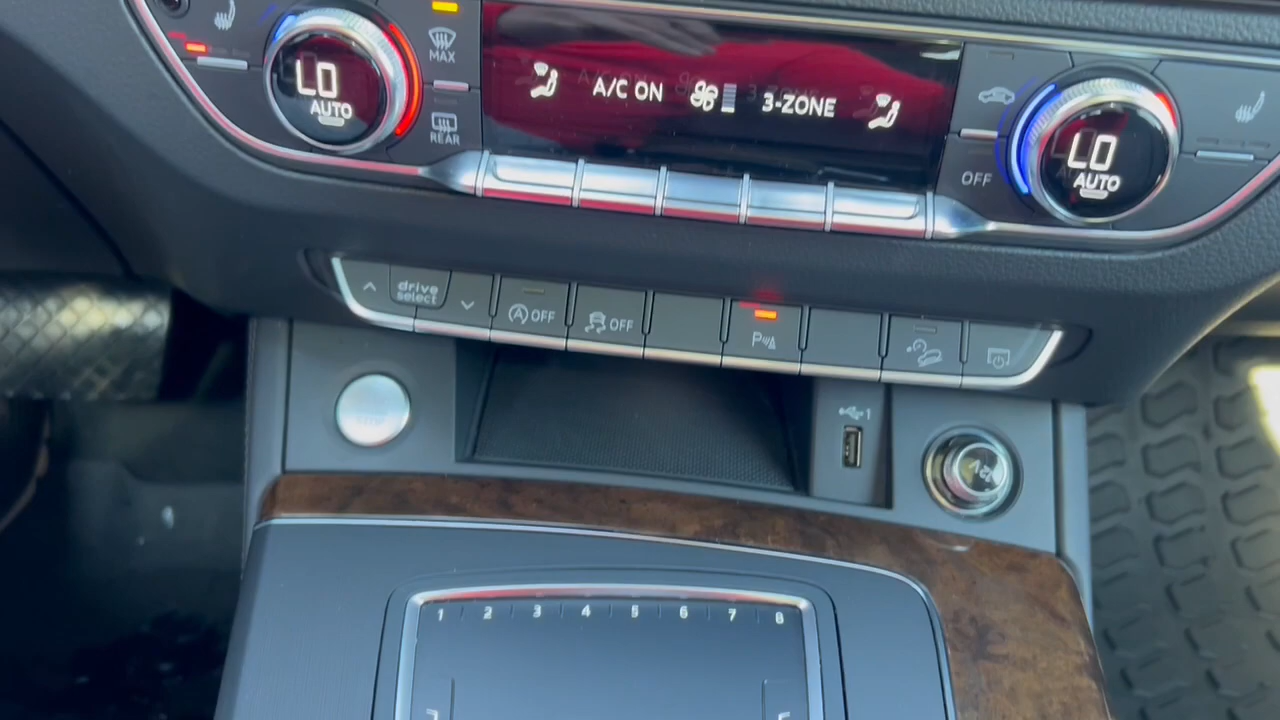 LO
AUTO
MAX
REAR
A/C ON
3-ZONE
LO
AUTO
OFF
drive
select
A OFF
OFF
P
1
12V
1 2 3 4 5 6 7 8